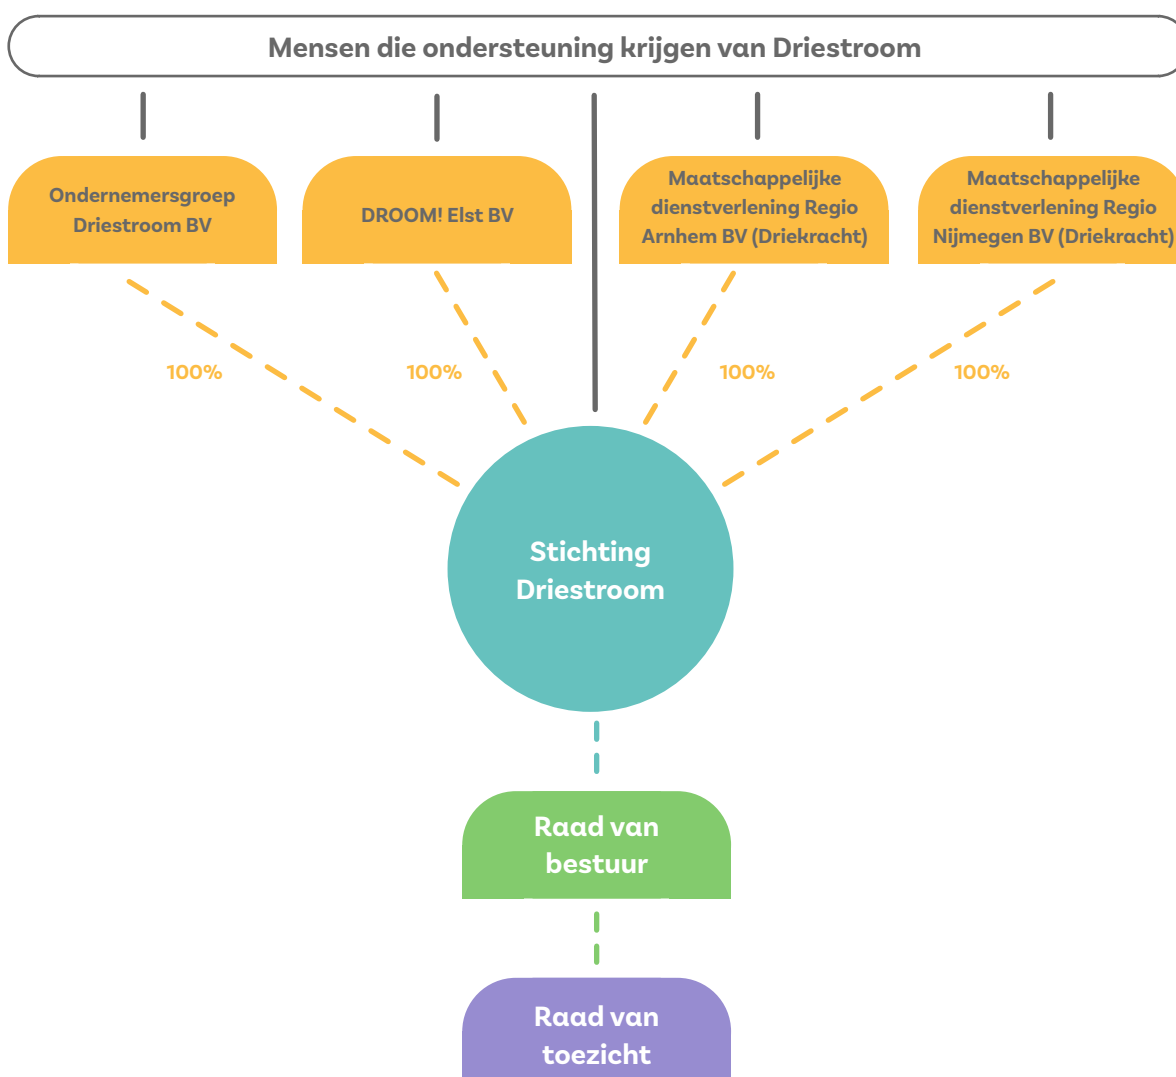 Mensen die ondersteuning krijgen van Driestroom
Ondernemersgroep
Driestroom BV
DROOM! Elst BV
Maatschappelijke
dienstverlening Regio
Arnhem BV (Driekracht)
Maatschappelijke
dienstverlening Regio
Nijmegen BV (Driekracht)
100%
100%
100%
100%
Stichting
Driestroom
Raad van
bestuur
Raad van
toezicht